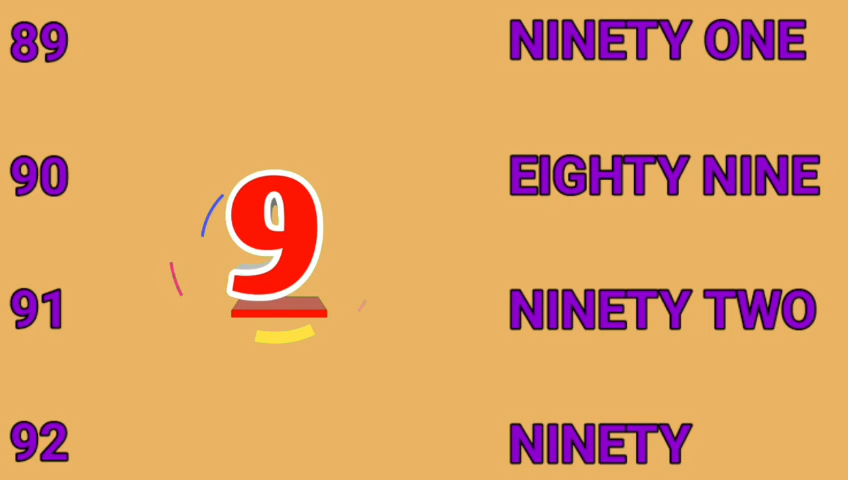 89 NINETY ONE
90 EIGHTY NINE
9
91 NINETY TWO
92 NINETY